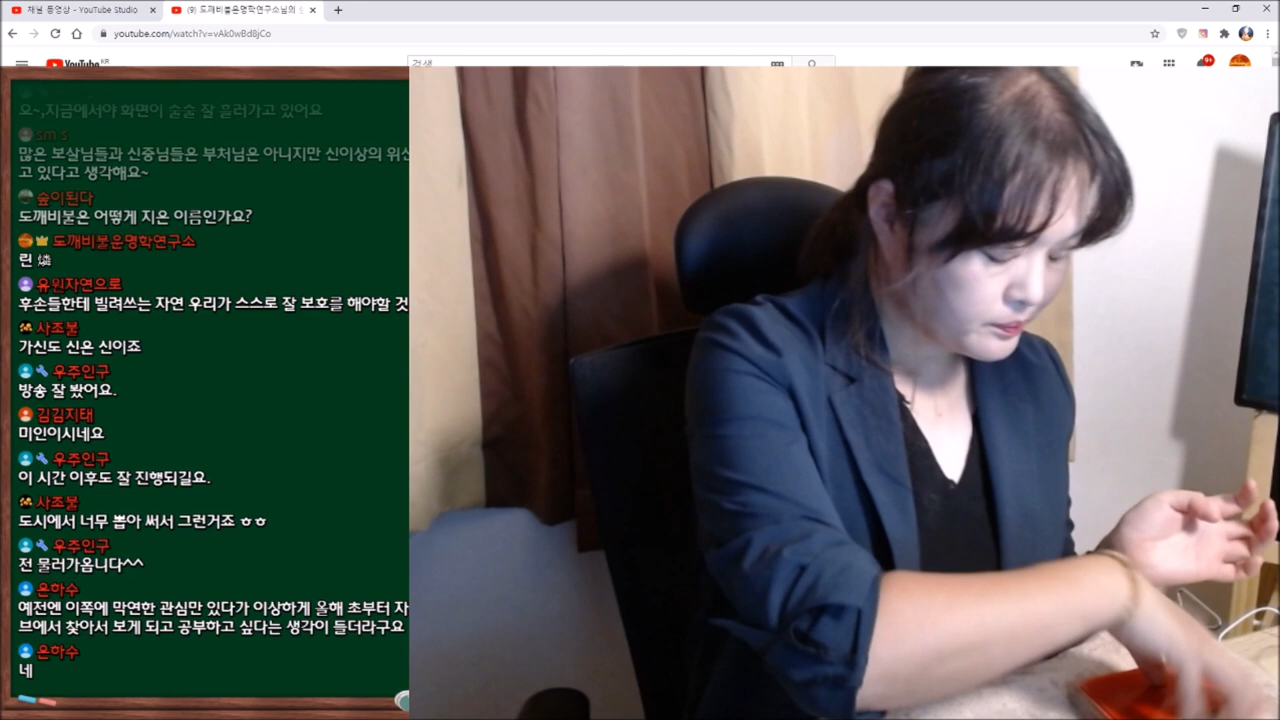 채널 동영상 - YouTube Studio
(9) 도깨비불운명학연구소님의
youtube.com/watch?v=vAk0wBd8jCo
YouTube KR
검색
9+
오~,지금에서야 화면이 술술 잘 흘러가고 있어요
sm s
많은 보살님들과 신중님들은 부처님은 아니지만 신이상의 위신
고 있다고 생각해요~
숲이된다
도깨비불은 어떻게 지은 이름인가요?
도깨비불운명학연구소
린 燐
유원자연으로
후손들한테 빌려쓰는 자연 우리가 스스로 잘 보호를 해야할 것
사조불
가신도 신은 신이죠
우주인구
방송 잘 봤어요.
김김지태
미인이시네요
우주인구
이 시간 이후도 잘 진행되길요.
사조불
도시에서 너무 뽑아 써서 그런거죠 ㅎㅎ
우주인구
전 물러가옵니다^^
은하수
예전엔 이쪽에 막연한 관심만 있다가 이상하게 올해 초부터 자
브에서 찾아서 보게 되고 공부하고 싶다는 생각이 들더라구요
은하수
네